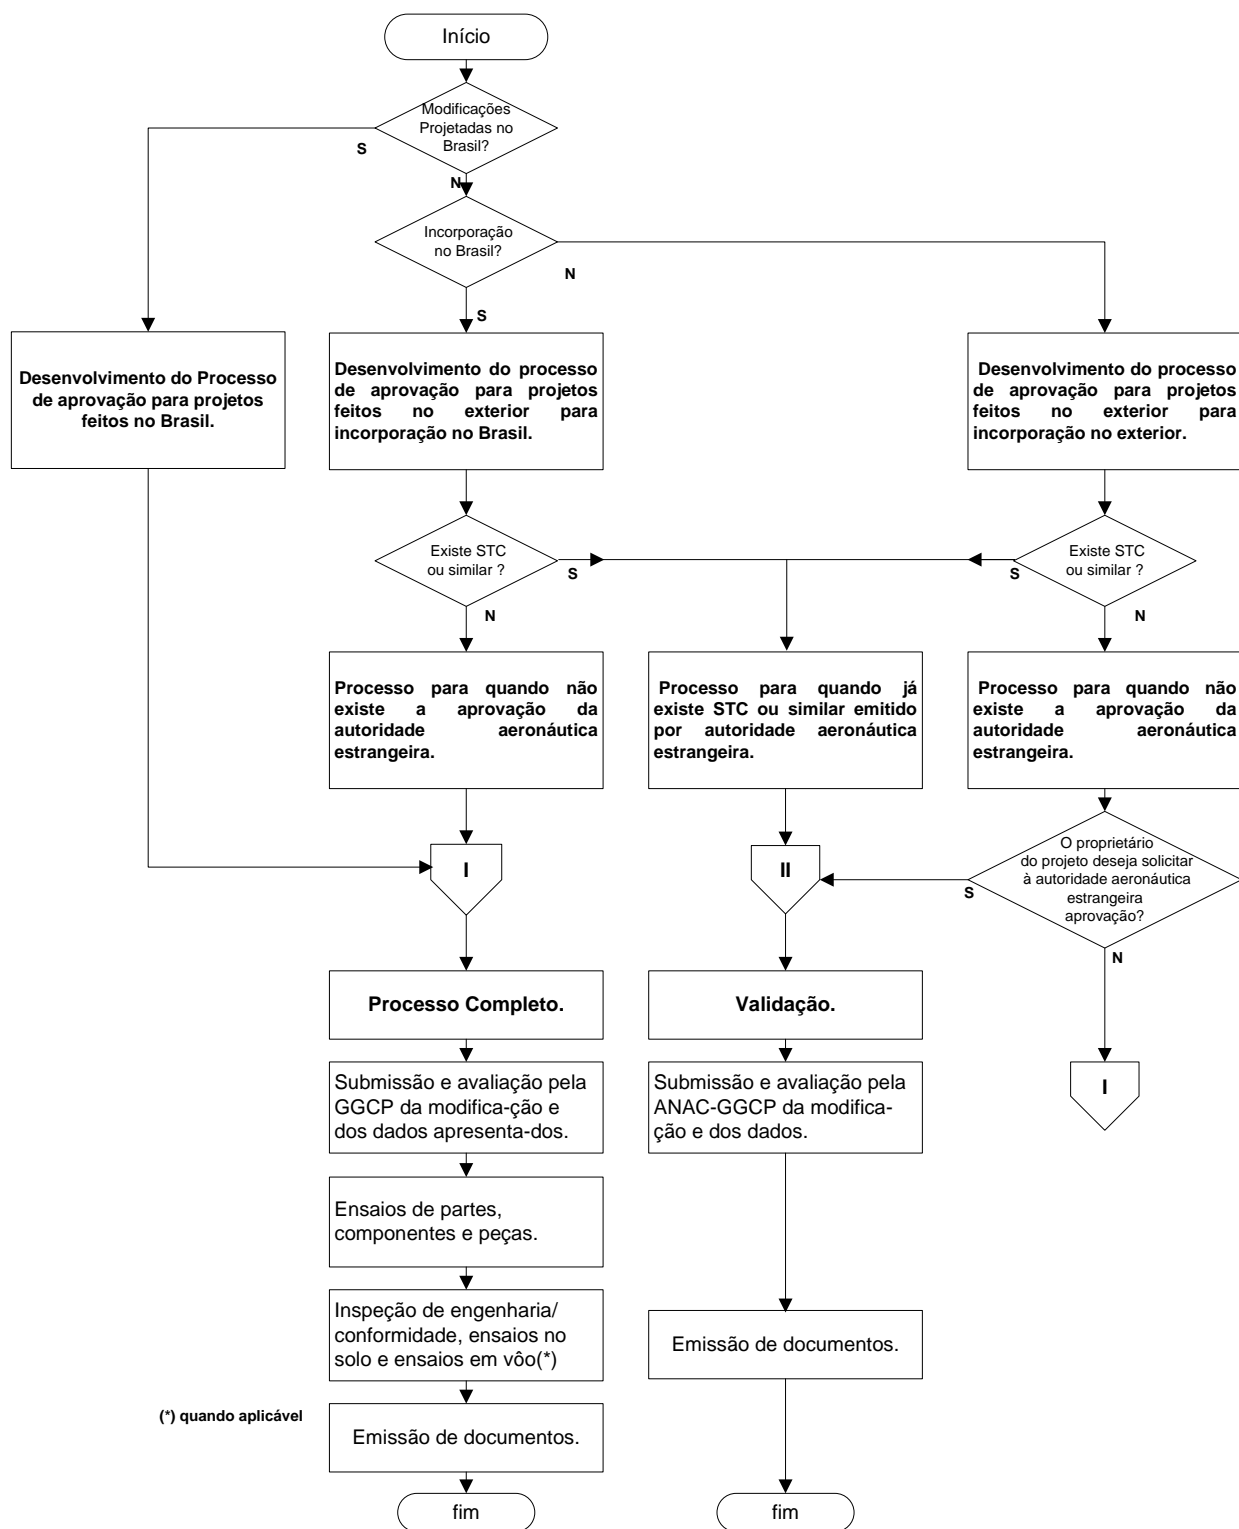 Início
Modificações
Projetadas no
Brasil?
S
N
Incorporação
no Brasil?
N
S
Desenvolvimento do Processo
de aprovação para projetos
feitos no Brasil.
Desenvolvimento do processo
de aprovação para projetos
feitos no exterior para
incorporação no Brasil.
Desenvolvimento do processo
de aprovação para projetos
feitos no exterior para
incorporação no exterior.
Existe STC
ou similar ?
S
N
Existe STC
ou similar ?
S
N
Processo para quando não
existe a aprovação da
autoridade aeronáutica
estrangeira.
Processo para quando já
existe STC ou similar emitido
por autoridade aeronáutica
estrangeira.
Processo para quando não
existe a aprovação da
autoridade aeronáutica
estrangeira.
I
II
O proprietário
do projeto deseja solicitar
à autoridade aeronáutica
estrangeira
aprovação?
S
N
Processo Completo.
Validação.
I
Submissão e avaliação pela
GGCP da modifica-ção e
dos dados apresenta-dos.
Submissão e avaliação pela
ANAC-GGCP da modifica-
ção e dos dados.
Ensaios de partes,
componentes e peças.
Inspeção de engenharia/
conformidade, ensaios no
solo e ensaios em vôo(*)
Emissão de documentos.
(*) quando aplicável
Emissão de documentos.
fim
fim